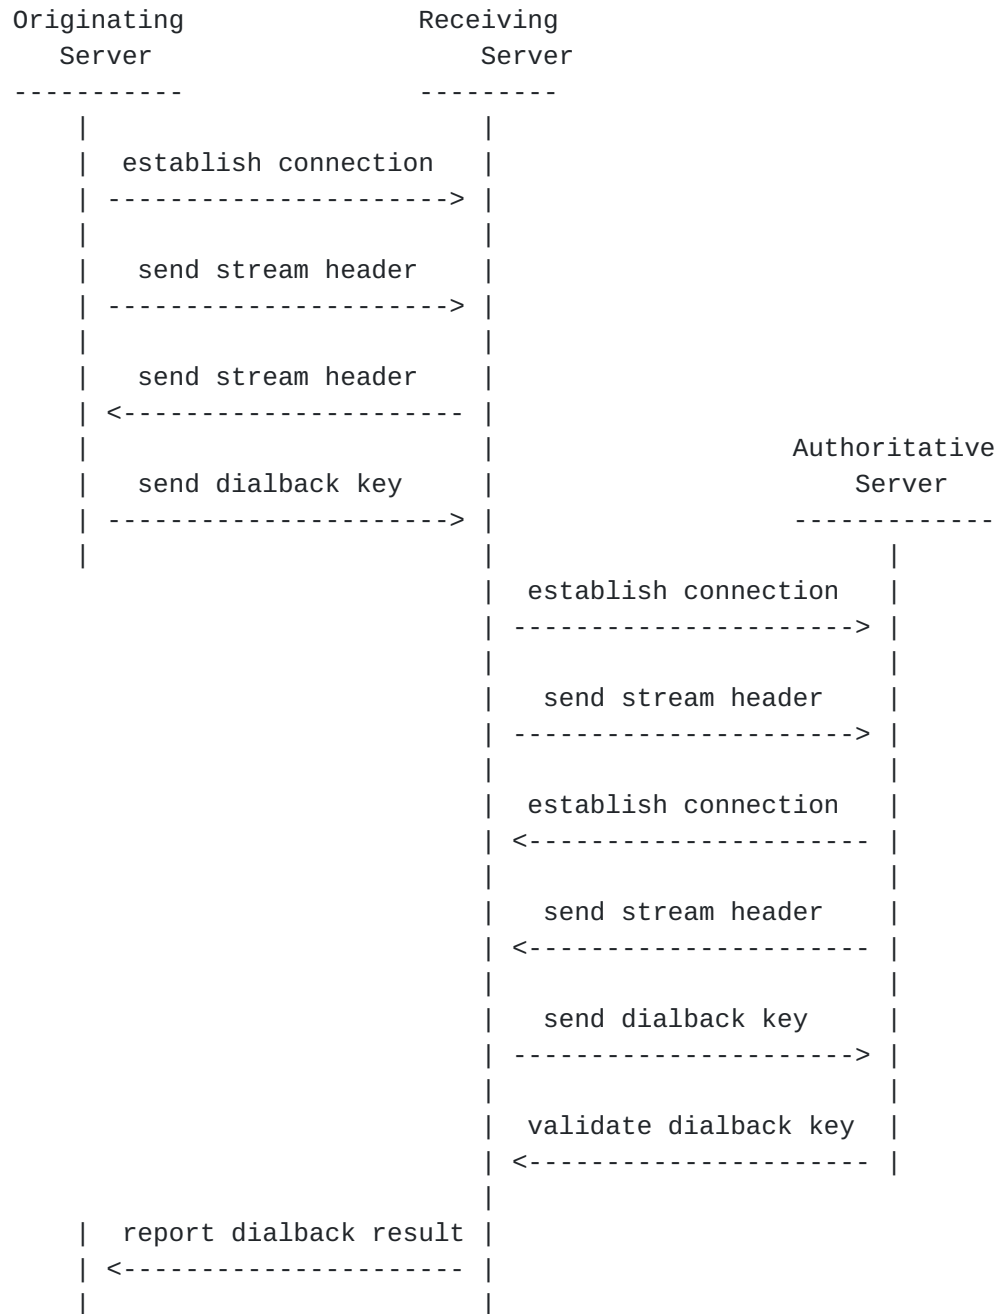 Originating                Receiving
   Server                    Server
-----------                ---------
    |                          |
    |  establish connection    |
    | ----------------------> |
    |                          |
    |   send stream header     |
    | ----------------------> |
    |                          |
    |   send stream header     |
    | <---------------------- |
    |                          |                   Authoritative
    |   send dialback key      |                       Server
    | ----------------------> |                   -------------
    |                          |                         |
                               |  establish connection   |
                               | ----------------------> |
                               |                         |
                               |   send stream header    |
                               | ----------------------> |
                               |                         |
                               |  establish connection   |
                               | <---------------------- |
                               |                         |
                               |   send stream header    |
                               | <---------------------- |
                               |                         |
                               |   send dialback key     |
                               | ----------------------> |
                               |                         |
                               |  validate dialback key  |
                               | <---------------------- |
                               |
    |  report dialback result |
    | <---------------------- |
    |                          |